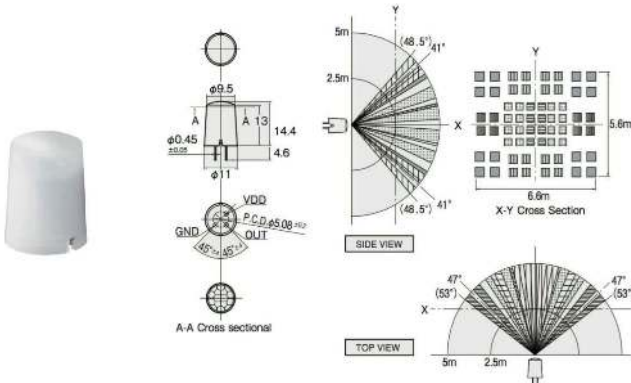 φ9.5
A
A
13
14.4
φ0.45
±0.05
4.6
φ11
VDD
P.C.D φ5.08 ±0.2
GND
OUT
45°
45°
A-A Cross sectional
Y
5m
(48.5°)
41°
2.5m
X
41°
(48.5°)
SIDE VIEW
Y
X
5.6m
6.6m
X-Y Cross Section
47°
(53°)
X
47°
(53°)
TOP VIEW
5m
2.5m